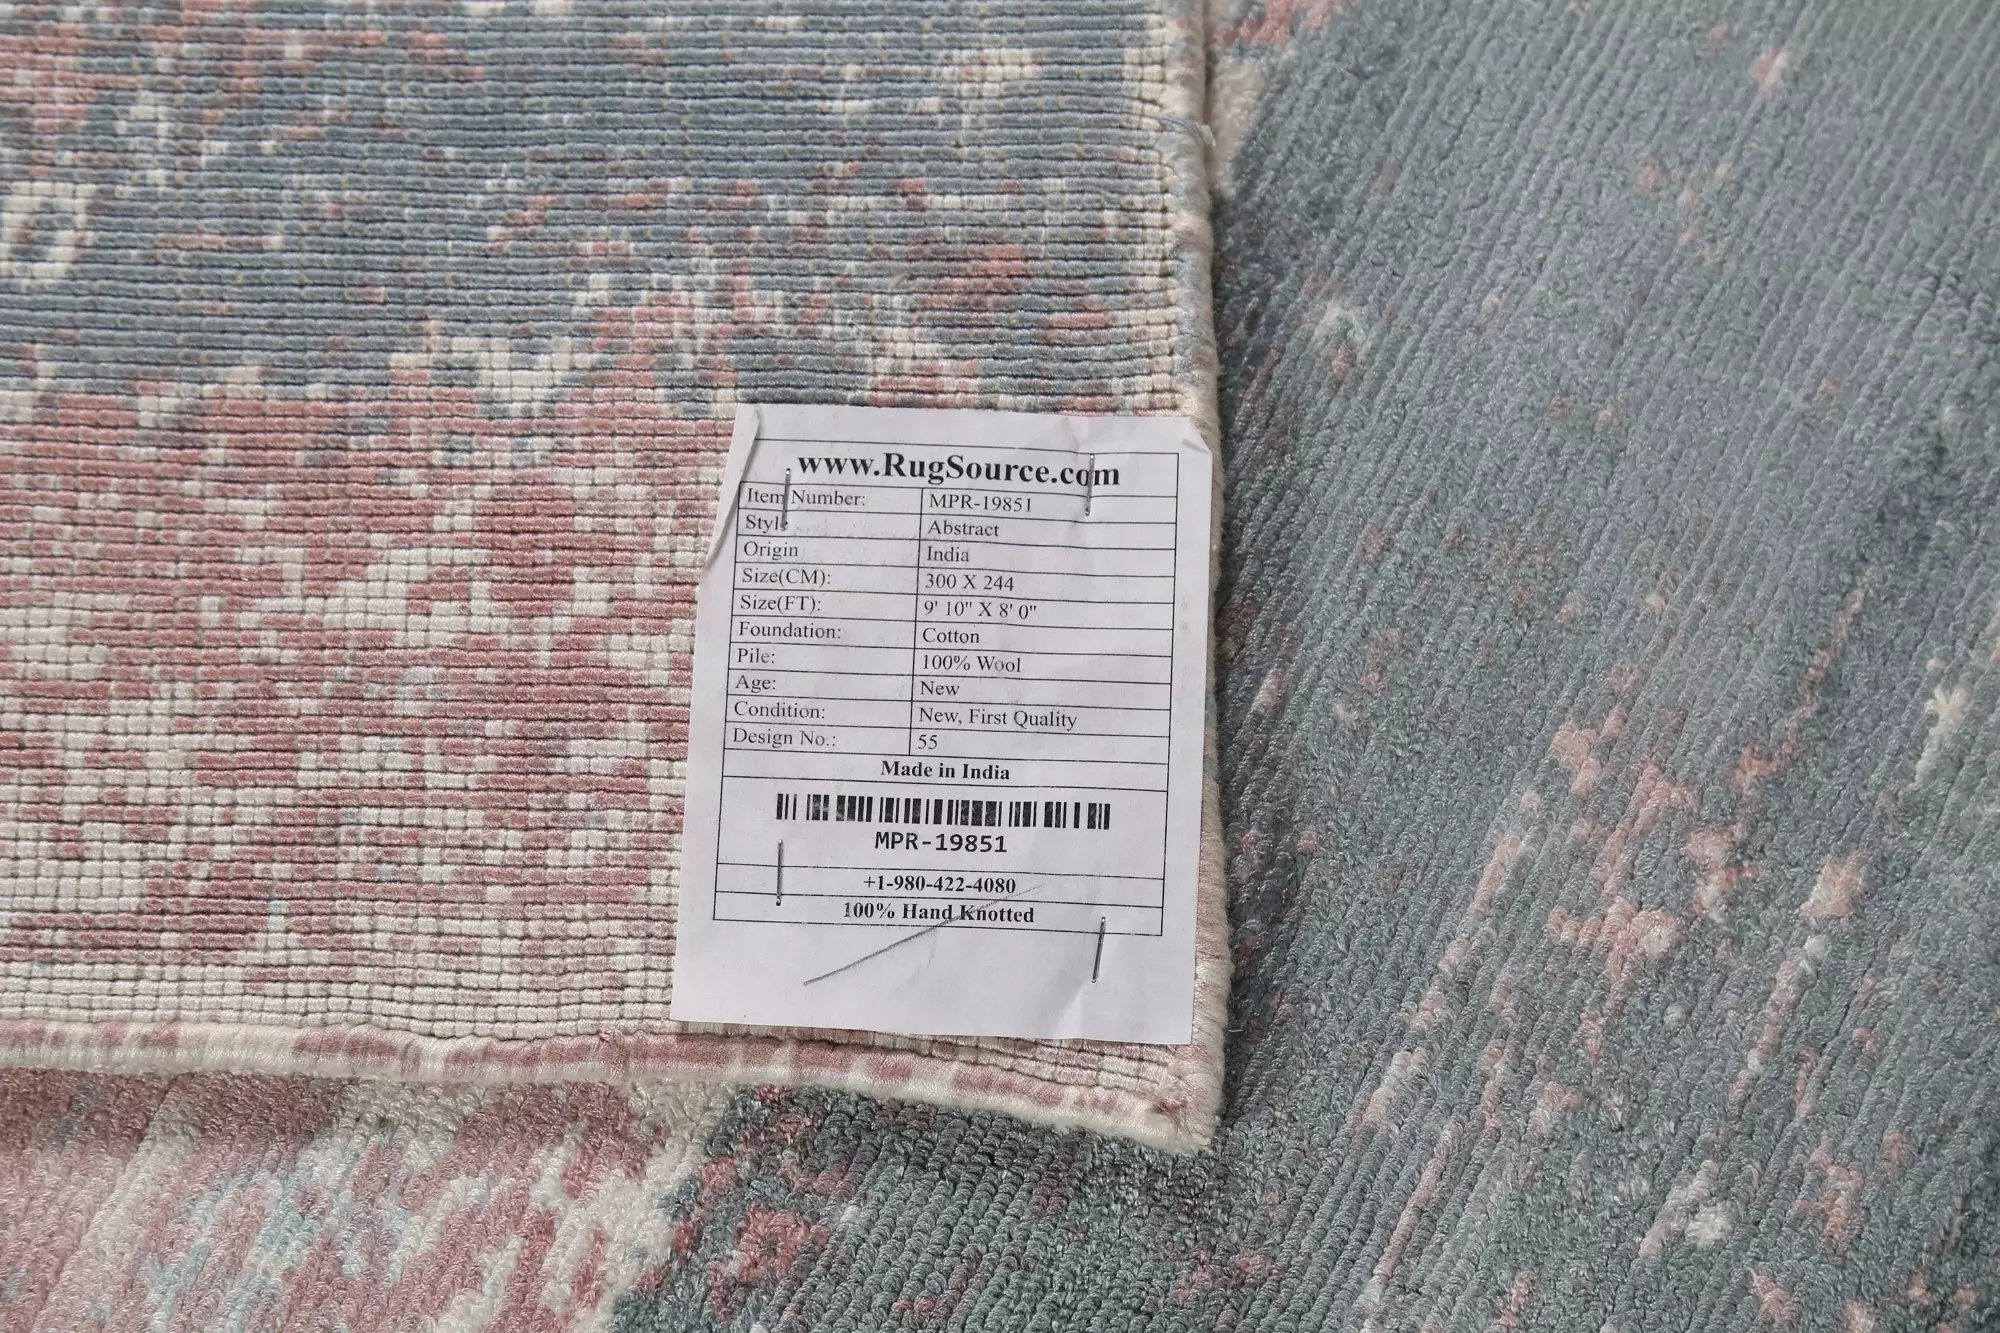 www.RugSource.com
Item Number: MPR-19851
Style Abstract
Origin India
Size(CM): 300 X 244
Size(FT): 9' 10" X 8' 0"
Foundation: Cotton
Pile: 100% Wool
Age: New
Condition: New, First Quality
Design No.: 55
Made in India
MPR-19851
+1-980-422-4080
100% Hand Knotted